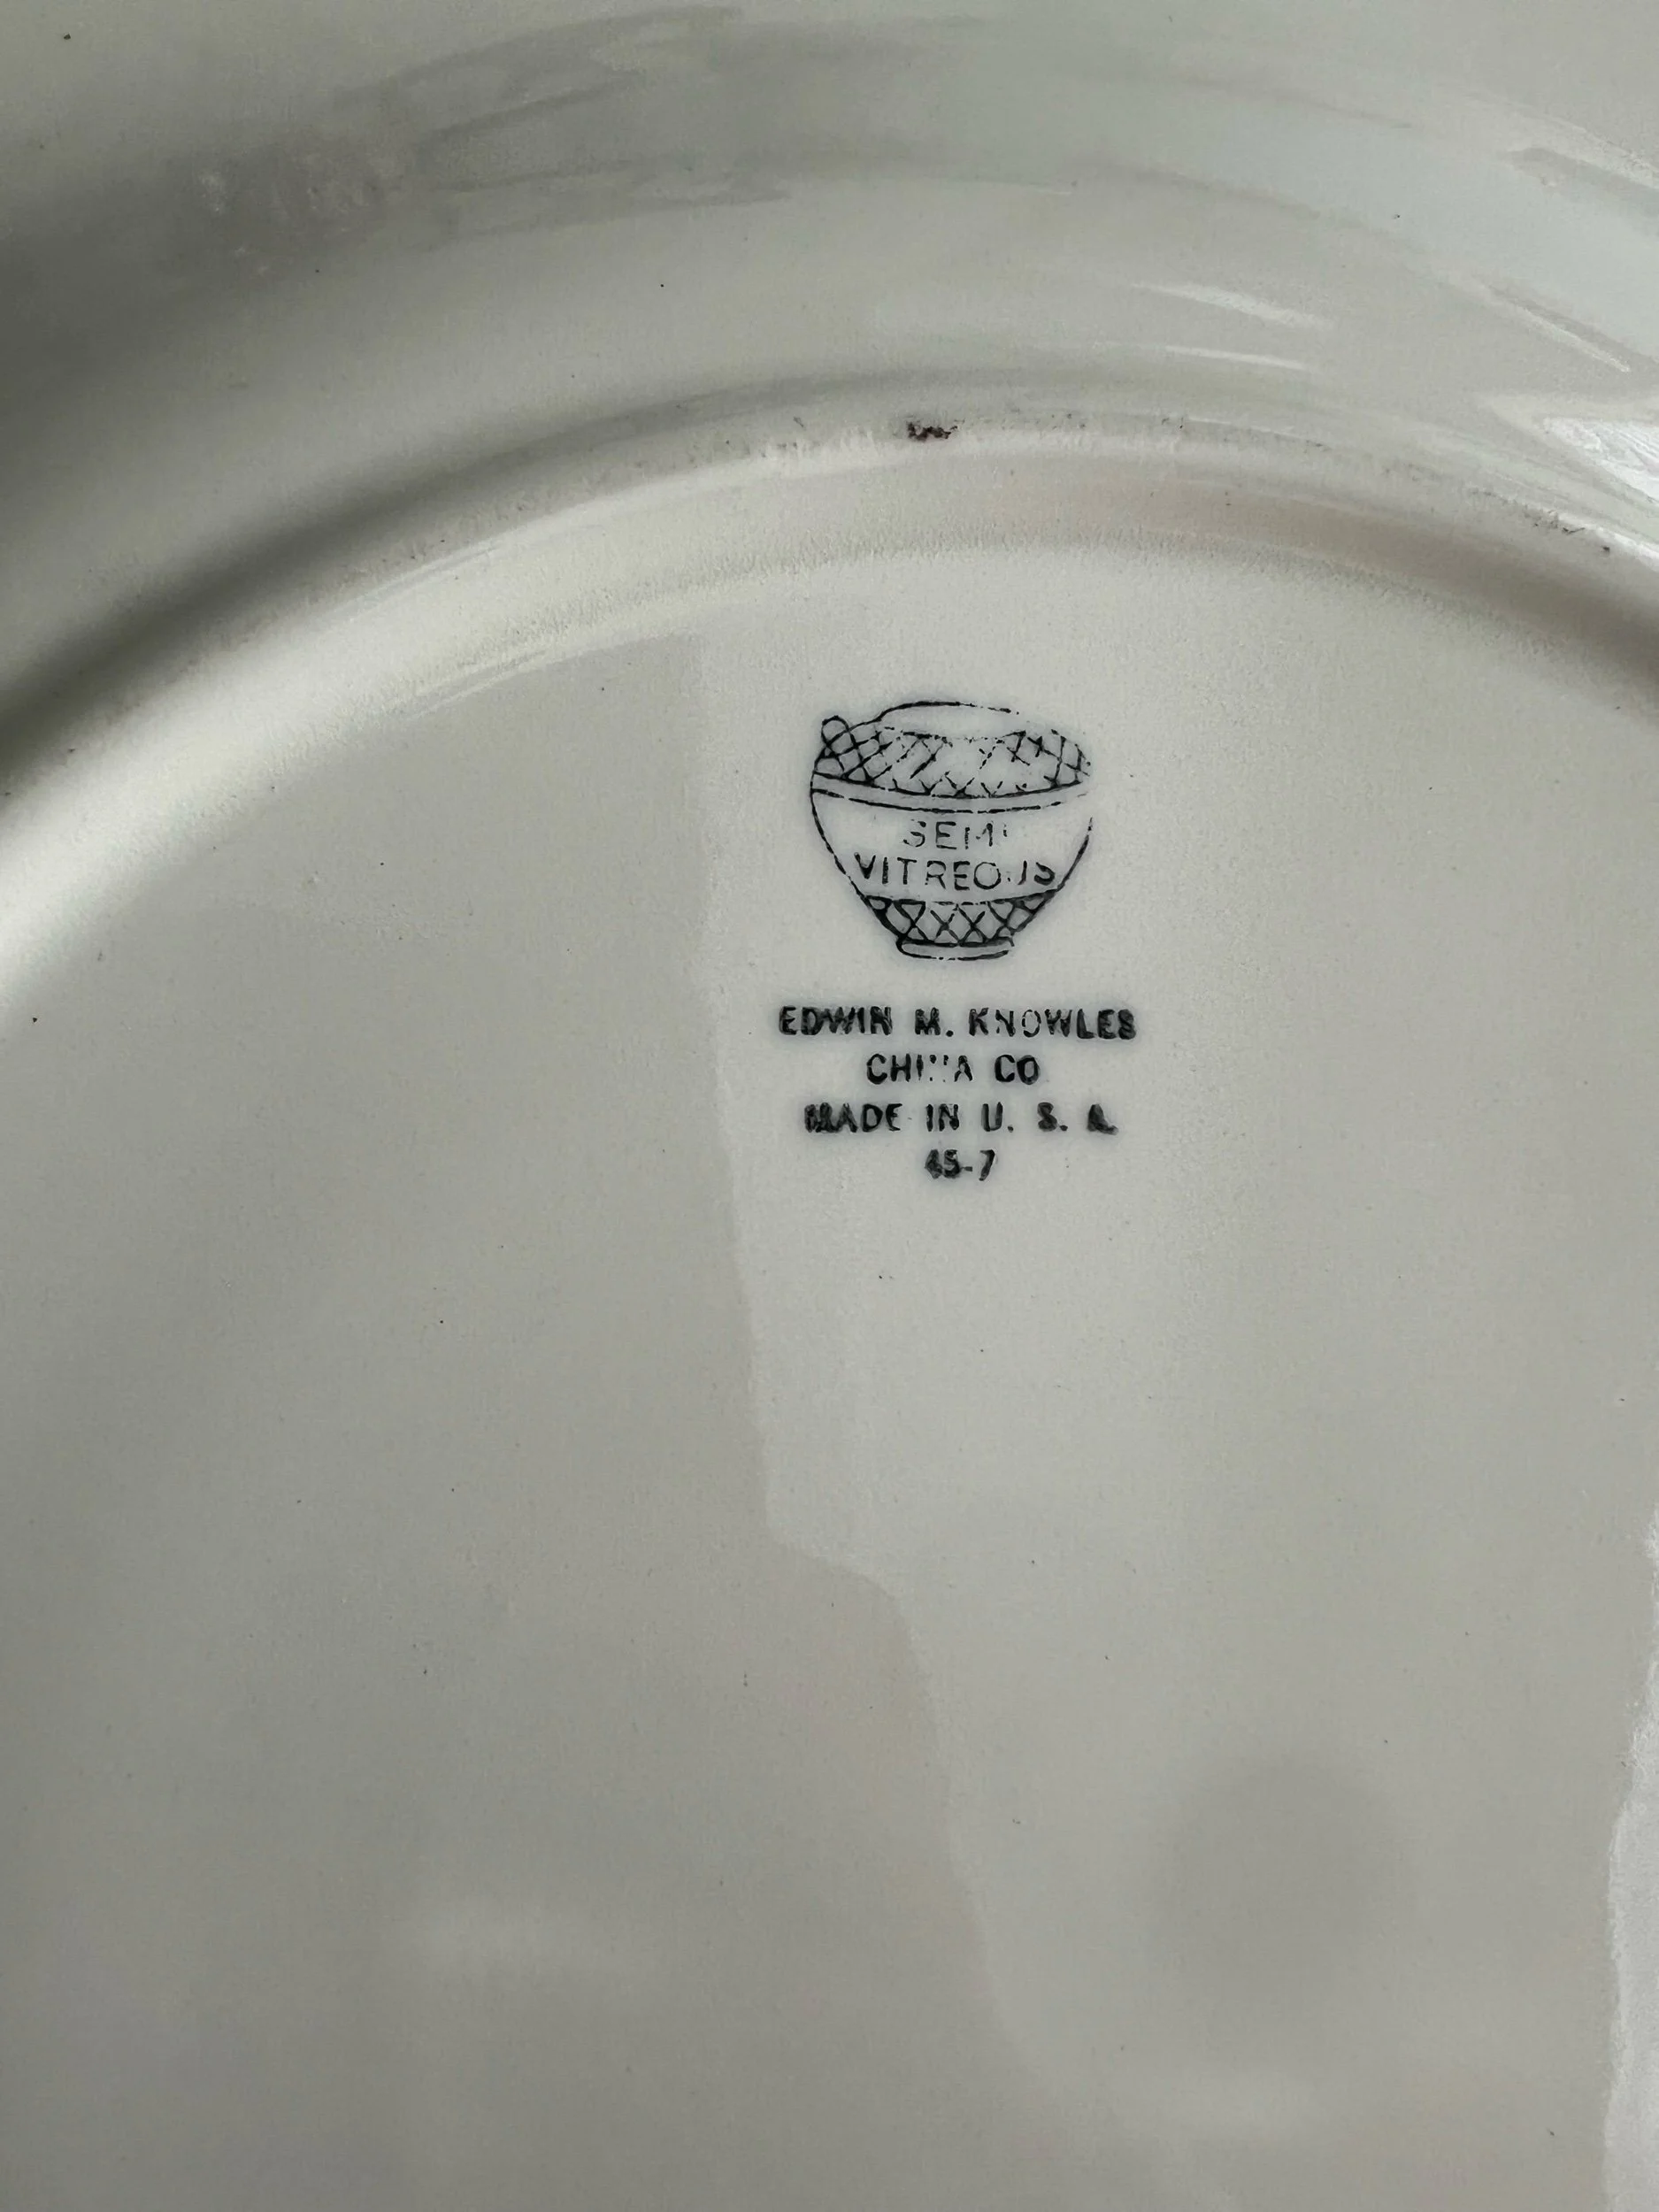 SEMI
VITREOUS
EDWIN M. KNOWLES
CHINA CO
MADE IN U. S. A.
45-7